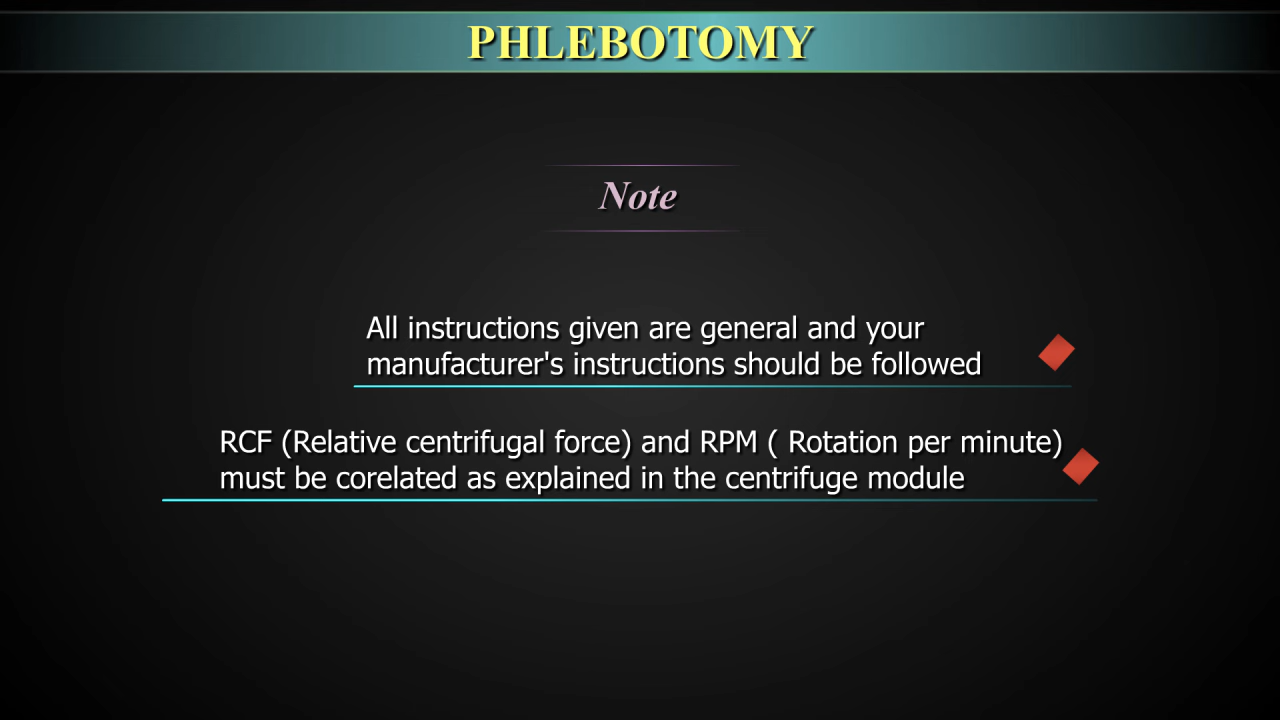 PHLEBOTOMY
Note
All instructions given are general and your
manufacturer's instructions should be followed
RCF (Relative centrifugal force) and RPM ( Rotation per minute)
must be corelated as explained in the centrifuge module